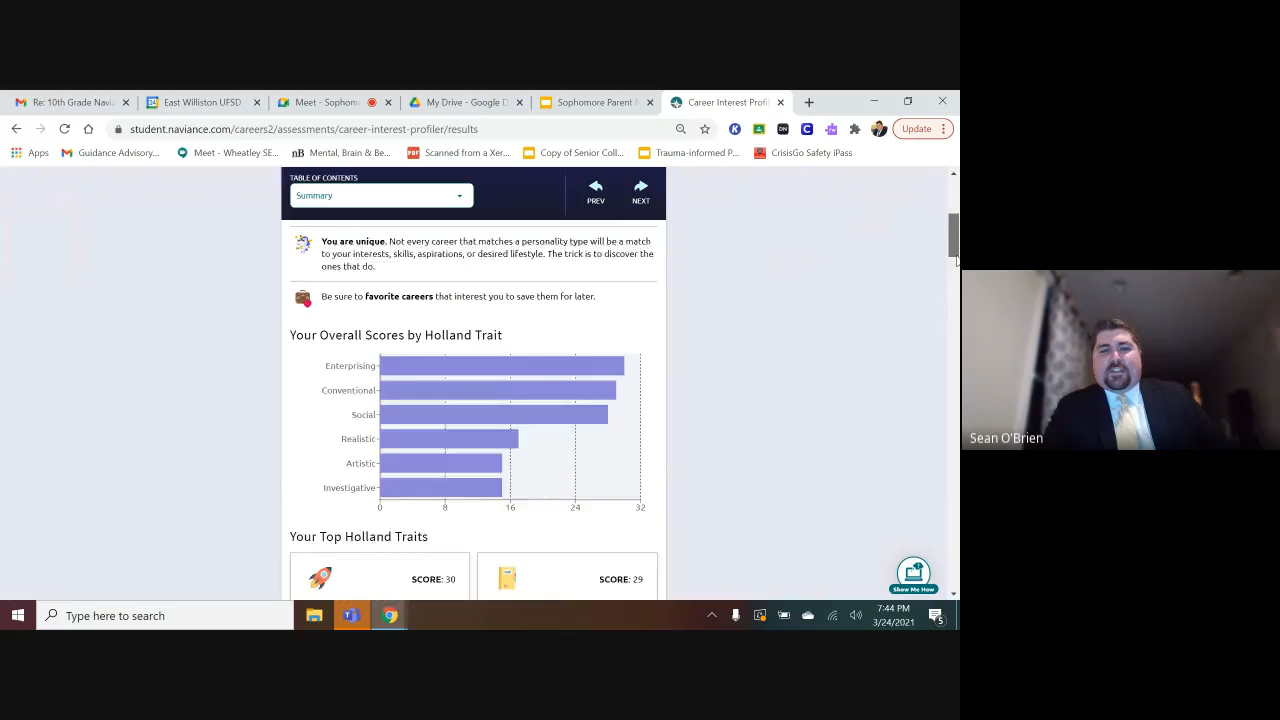 Re: 10th Grade Navia
East Williston UFSD
Meet - Sophom
My Drive - Google D
Sophomore Parent N
Career Interest Profi
student.naviance.com/careers2/assessments/career-interest-profiler/results
Update
Apps
Guidance Advisory...
Meet - Wheatley SE...
nB Mental, Brain & Be...
Scanned from a Xer...
Copy of Senior Coll...
Trauma-informed P...
CrisisGo Safety iPass
TABLE OF CONTENTS
Summary
PREV
NEXT
You are unique. Not every career that matches a personality type will be a match
to your interests, skills, aspirations, or desired lifestyle. The trick is to discover the
ones that do.
Be sure to favorite careers that interest you to save them for later.
Your Overall Scores by Holland Trait
Enterprising
Conventional
Social
Realistic
Artistic
Investigative
0 8 16 24 32
Your Top Holland Traits
SCORE: 30
SCORE: 29
Show Me How
Sean O'Brien
Type here to search
7:44 PM
3/24/2021
5